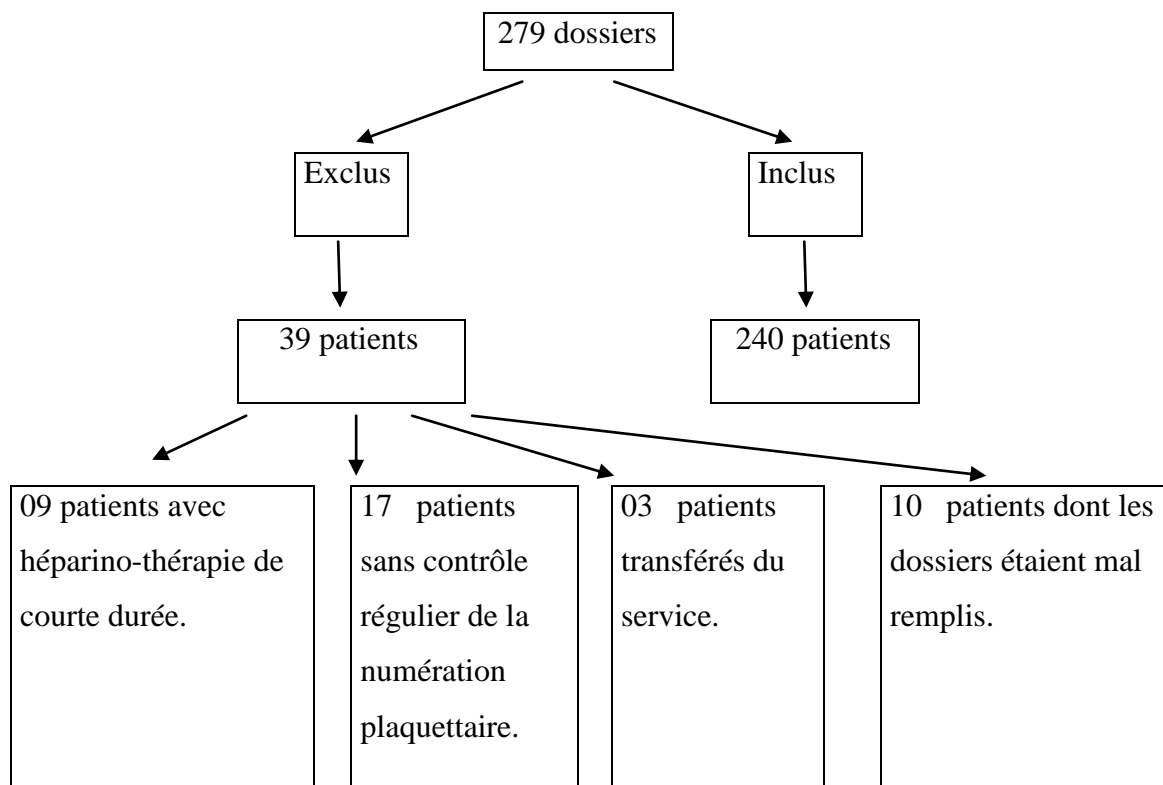 279 dossiers
Exclus
Inclus
39 patients
240 patients
09 patients avec
héparino-thérapie de
courte durée.
17 patients
sans contrôle
régulier de la
numération
plaquettaire.
03 patients
transférés du
service.
10 patients dont les
dossiers étaient mal
remplis.